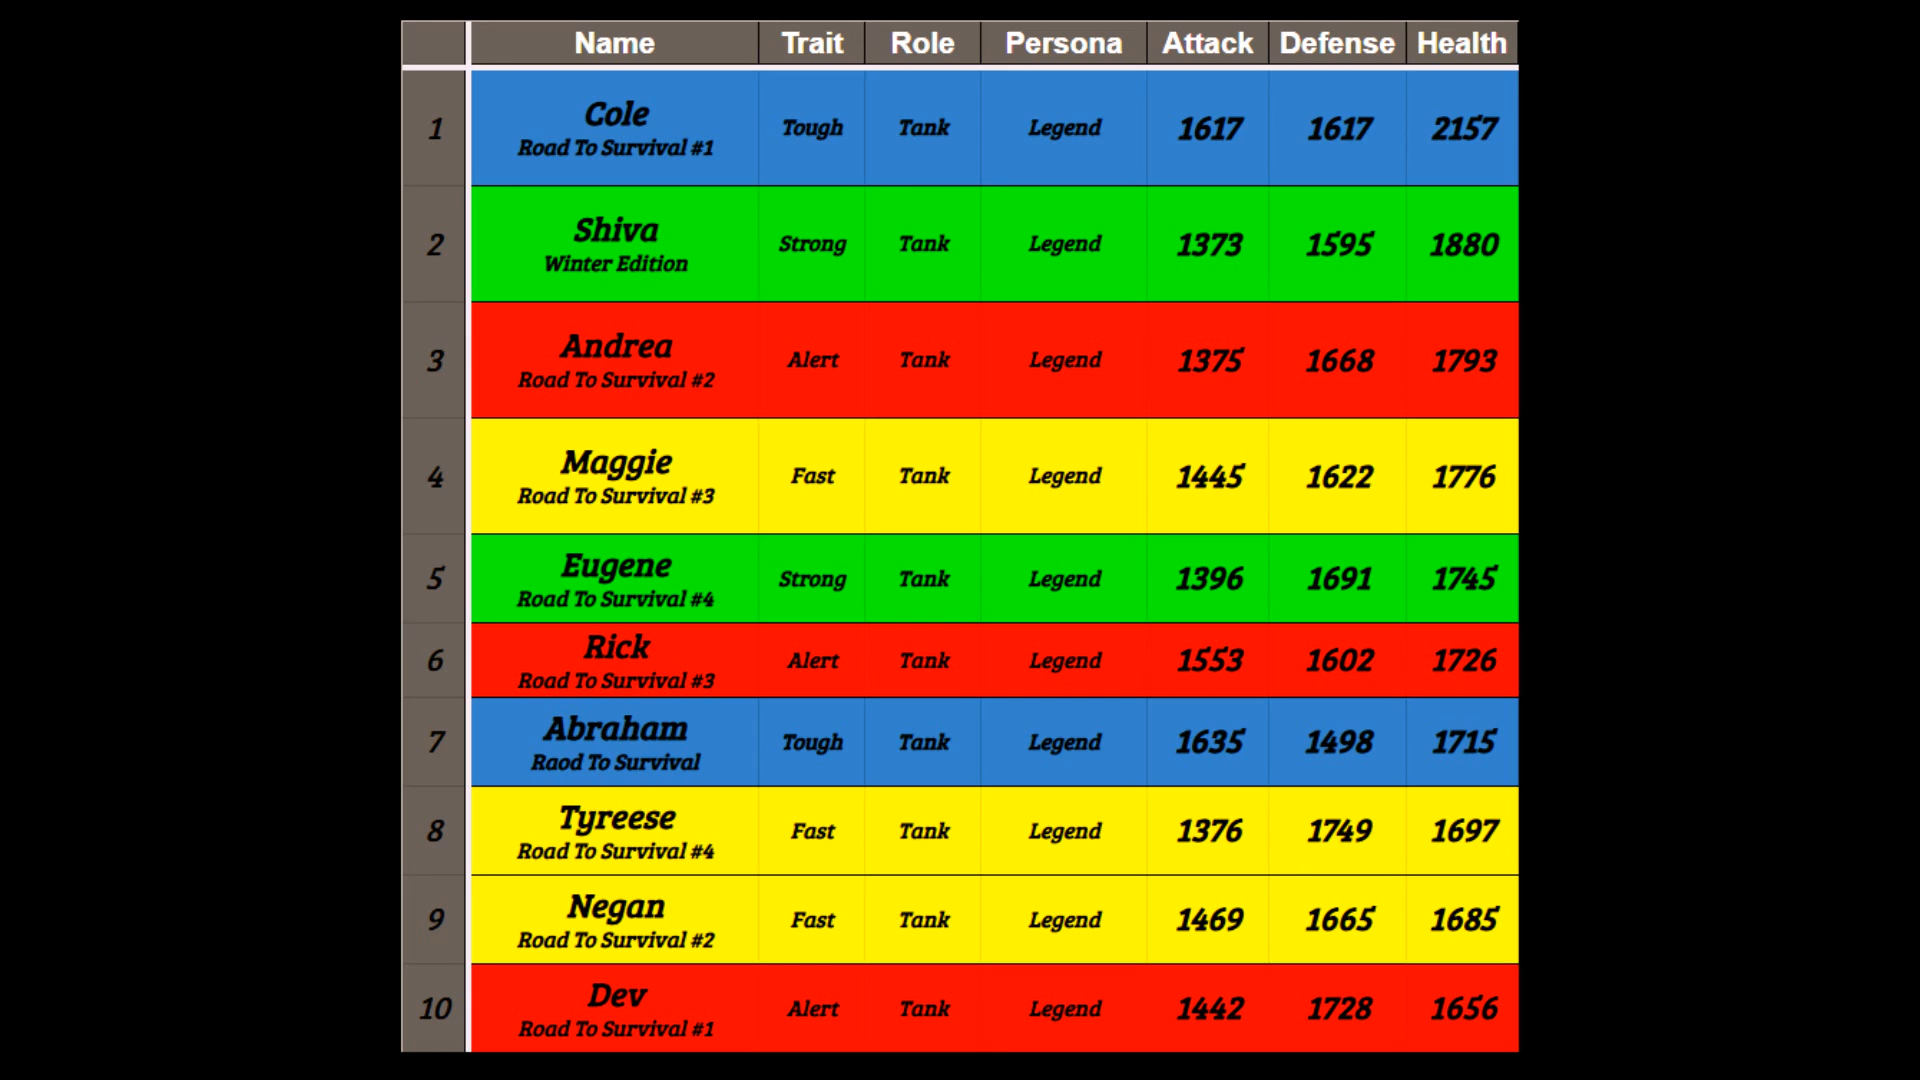 Name Trait Role Persona Attack Defense Health
1 Cole Tough Tank Legend 1617 1617 2157
Road To Survival #1
2 Shiva Strong Tank Legend 1373 1595 1880
Winter Edition
3 Andrea Alert Tank Legend 1375 1668 1793
Road To Survival #2
4 Maggie Fast Tank Legend 1445 1622 1776
Road To Survival #3
5 Eugene Strong Tank Legend 1396 1691 1745
Road To Survival #4
6 Rick Alert Tank Legend 1553 1602 1726
Road To Survival #3
7 Abraham Tough Tank Legend 1635 1498 1715
Raod To Survival
8 Tyreese Fast Tank Legend 1376 1749 1697
Road To Survival #4
9 Negan Fast Tank Legend 1469 1665 1685
Road To Survival #2
10 Dev Alert Tank Legend 1442 1728 1656
Road To Survival #1